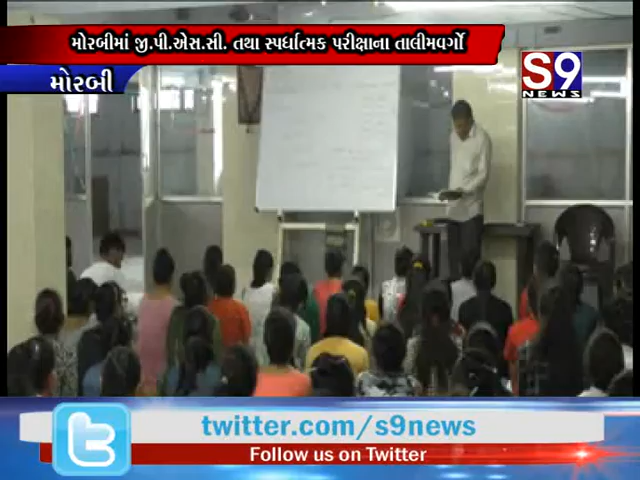 મોરબીમાં જી.પી.એસ.સી. તથા સ્પર્ધાત્મક પરીક્ષાના તાલીમવર્ગો
મોરબી
S9
NEWS
twitter.com/s9news
Follow us on Twitter